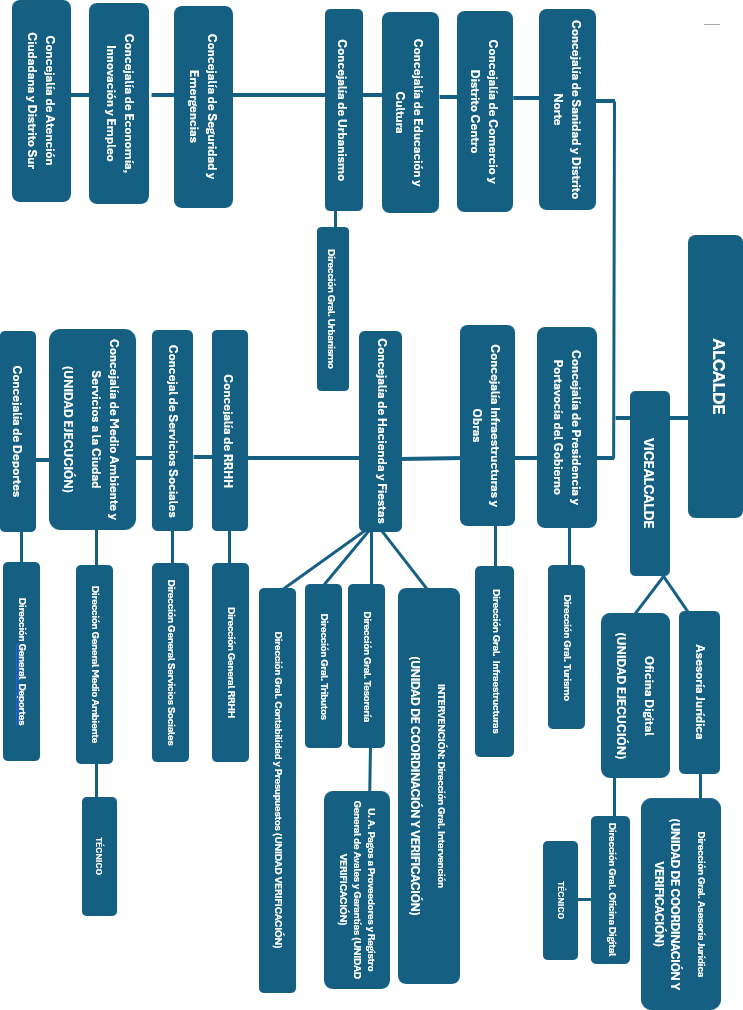 ALCALDE
VICEALCALDE
Asesoría Jurídica
Dirección Gral. Asesoría Jurídica
(UNIDAD DE COORDINACIÓN Y
VERIFICACIÓN)
Oficina Digital
(UNIDAD EJECUCIÓN)
Dirección Gral. Oficina Digital
TÉCNICO
Concejalía de Sanidad y Distrito
Norte
Concejalía de Comercio y
Distrito Centro
Concejalía de Educación y
Cultura
Concejalía de Urbanismo
Dirección Gral. Urbanismo
Concejalía de Seguridad y
Emergencias
Concejalía de Economía,
Innovación y Empleo
Concejalía de Atención
Ciudadana y Distrito Sur
Concejalía de Presidencia y
Portavocía del Gobierno
Dirección Gral. Turismo
Concejalía Infraestructuras y
Obras
Dirección Gral. Infraestructuras
Concejalía de Hacienda y Fiestas
INTERVENCIÓN: Dirección Gral. Intervención
(UNIDAD DE COORDINACIÓN Y VERIFICACIÓN)
Dirección Gral. Tesorería
U. A. Pagos a Proveedores y Registro
General de Avales y Garantías (UNIDAD
VERIFICACIÓN)
Dirección Gral. Tributos
Dirección Gral. Contabilidad y Presupuestos (UNIDAD VERIFICACIÓN)
Concejalía de RRHH
Dirección General RRHH
Concejal de Servicios Sociales
Dirección General Servicios Sociales
Concejalía de Medio Ambiente y
Servicios a la Ciudad
(UNIDAD EJECUCIÓN)
Dirección General Medio Ambiente
TÉCNICO
Concejalía de Deportes
Dirección General Deportes